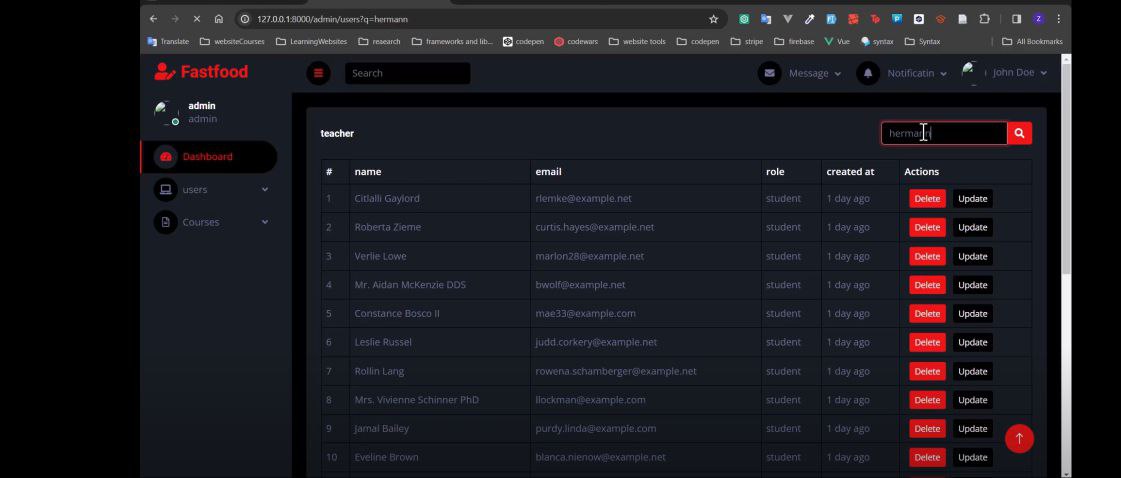 127.0.0.1:8000/admin/users?q=hermann
Translate websiteCourses LearningWebsites reaearch frameworks and lib... codepen codewars website tools codepen stripe firebase Vue syntax Syntax All Bookmarks
Fastfood Search Message Notificatin John Doe
admin
admin
Dashboard
users
Courses
teacher hermann
# name email role created at Actions
1 Citlalli Gaylord rlemke@example.net student 1 day ago Delete Update
2 Roberta Zieme curtis.hayes@example.net student 1 day ago Delete Update
3 Verlie Lowe marlon28@example.net student 1 day ago Delete Update
4 Mr. Aidan McKenzie DDS bwolf@example.net student 1 day ago Delete Update
5 Constance Bosco II mae33@example.com student 1 day ago Delete Update
6 Leslie Russel judd.corkery@example.net student 1 day ago Delete Update
7 Rollin Lang rowena.schamberger@example.net student 1 day ago Delete Update
8 Mrs. Vivienne Schinner PhD llockman@example.com student 1 day ago Delete Update
9 Jamal Bailey purdy.linda@example.com student 1 day ago Delete Update
10 Eveline Brown blanca.nienow@example.net student 1 day ago Delete Update